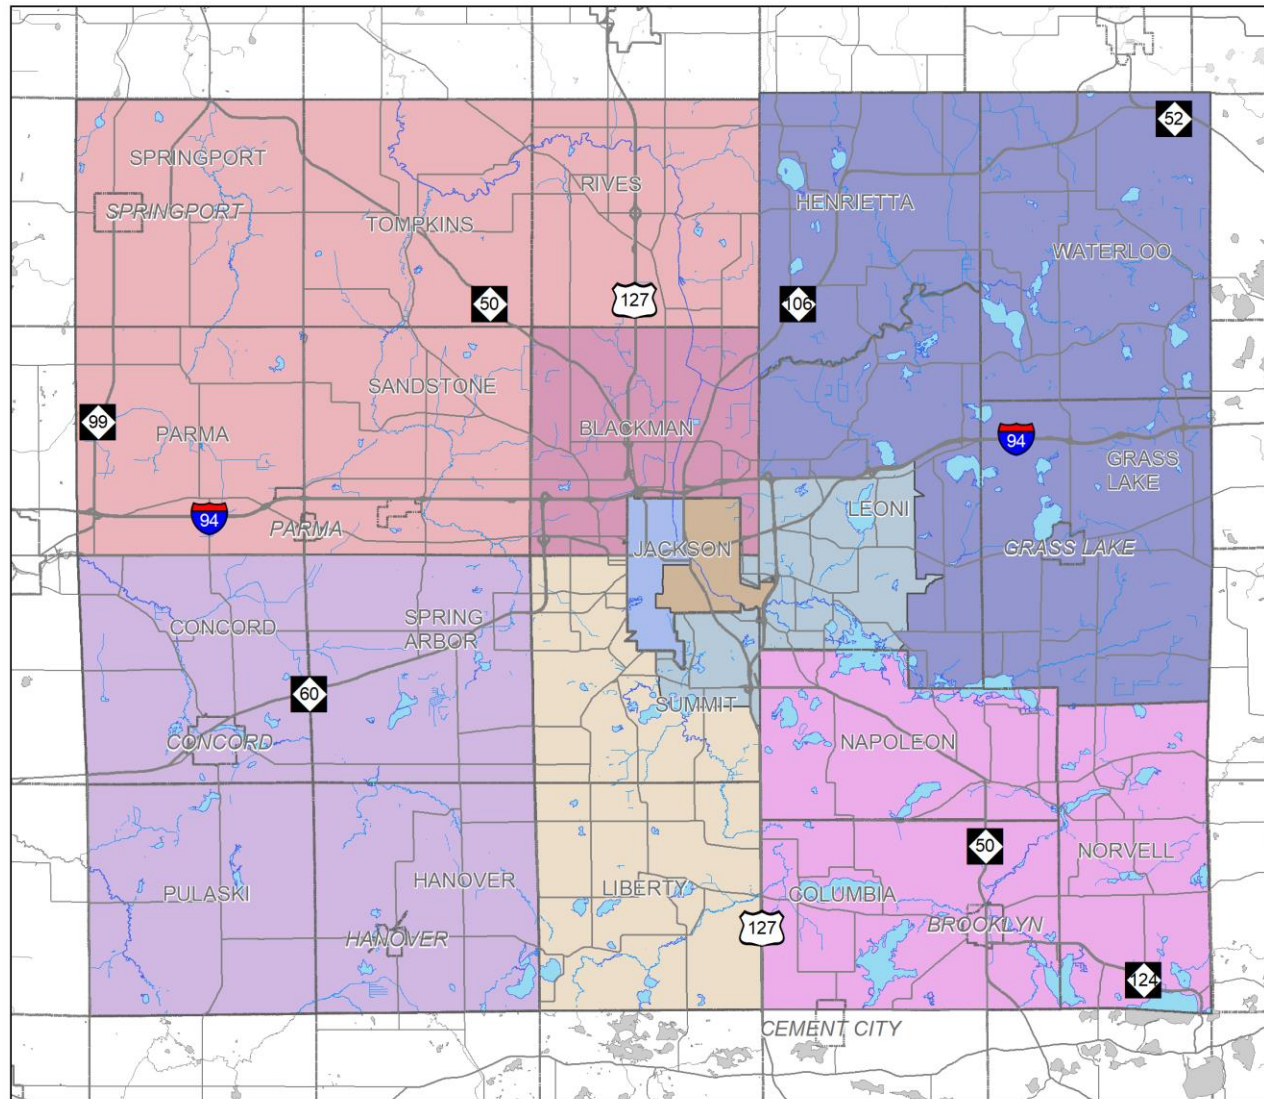 52
SPRINGPORT
RIVES
HENRIETTA
SPRINGPORT
TOMPKINS
WATERLOO
50
127
106
SANDSTONE
99
PARMA
BLACKMAN
94
GRASS
LAKE
LEONI
94
PARMA
JACKSON
GRASS LAKE
CONCORD
SPRING
ARBOR
60
SUMMIT
CONCORD
NAPOLEON
50
NORVELL
PULASKI
HANOVER
LIBERTY
COLUMBIA
HANOVER
127
BROOKLYN
124
CEMENT CITY